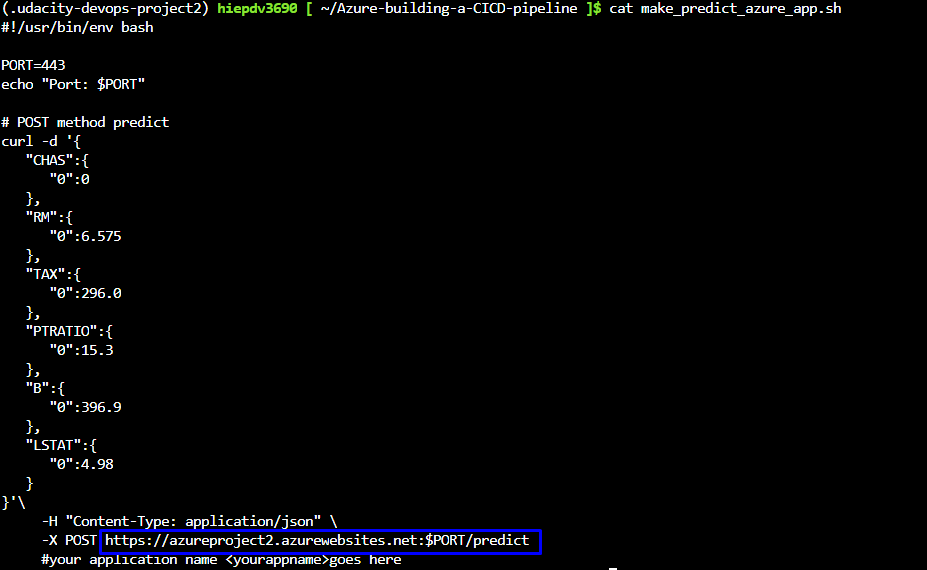 (.udacity-devops-project2) hiepdv3690 [ ~/Azure-building-a-CICD-pipeline ]$ cat make_predict_azure_app.sh
#!/usr/bin/env bash
PORT=443
echo "Port: $PORT"
# POST method predict
curl -d '{
   "CHAS":{
      "0":0
   },
   "RM":{
      "0":6.575
   },
   "TAX":{
      "0":296.0
   },
   "PTRATIO":{
      "0":15.3
   },
   "B":{
      "0":396.9
   },
   "LSTAT":{
      "0":4.98
   }
}'\
     -H "Content-Type: application/json" \
     -X POST https://azureproject2.azurewebsites.net:$PORT/predict
     #your application name <yourappname>goes here